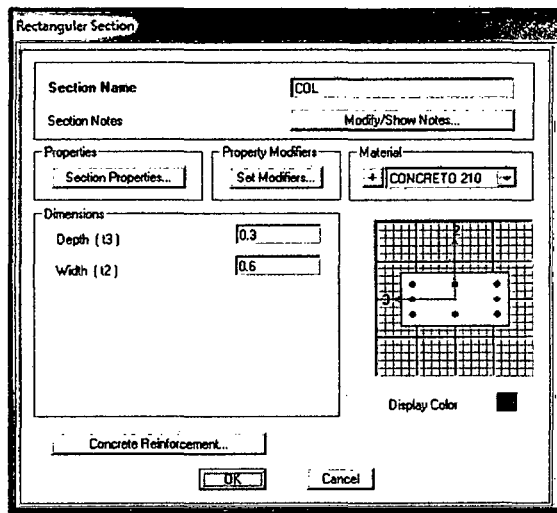 Rectanguler Section
Section Name COL
Section Notes Modify/Show Notes...
Properties Property Modifiers Material
Section Properties... Set Modifiers... + CONCRETO 210
Dimensions
Depth ( t3 ) 0.3
Width ( t2 ) 0.6
2
3
Display Color
Concrete Reinforcement...
OK Cancel